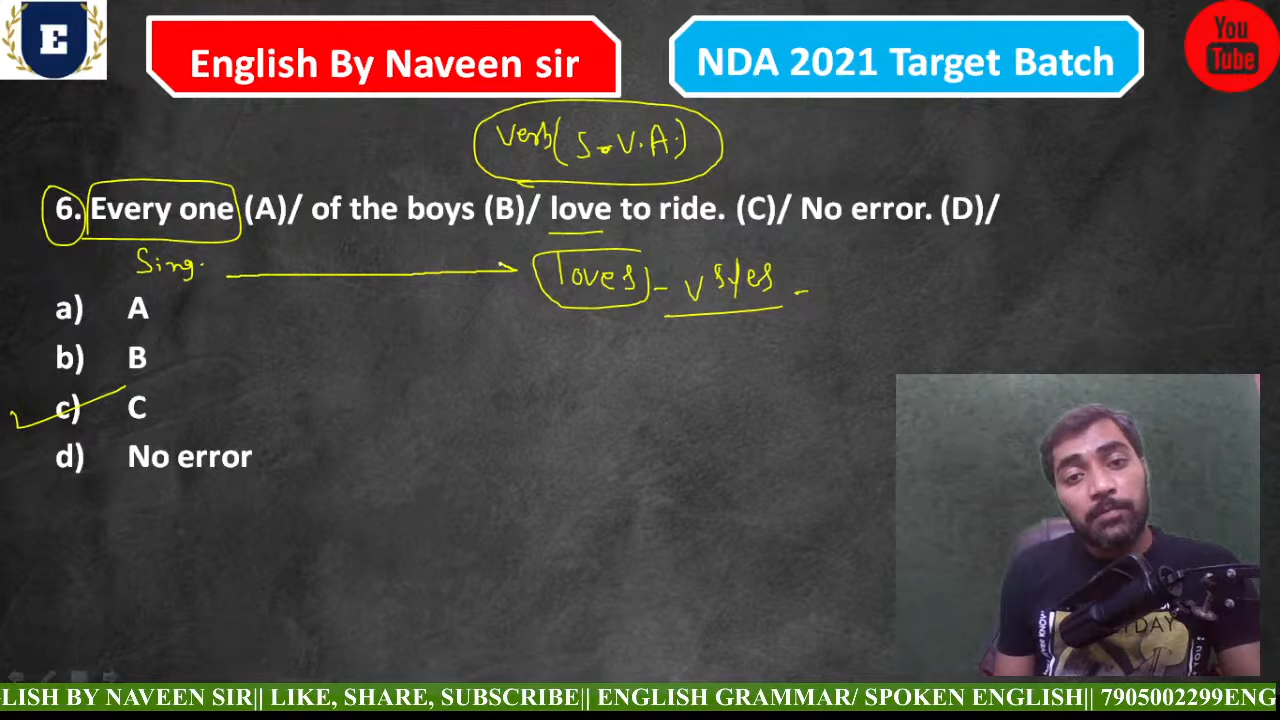 E
English By Naveen sir
NDA 2021 Target Batch
You
Tube
verb( S.V.A.)
6. Every one (A)/ of the boys (B)/ love to ride. (C)/ No error. (D)/
Sing.
loves - V s/es -
a) A
b) B
c) C
d) No error
LISH BY NAVEEN SIR|| LIKE, SHARE, SUBSCRIBE|| ENGLISH GRAMMAR/ SPOKEN ENGLISH|| 7905002299ENG